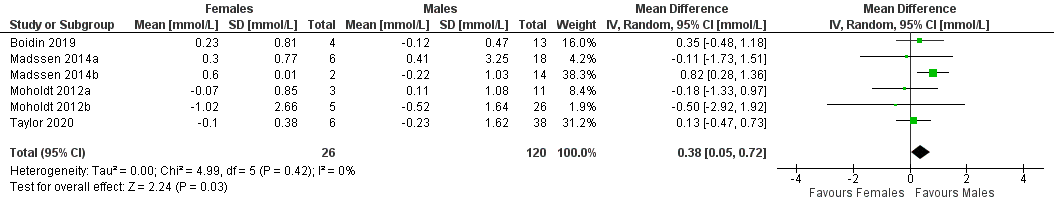 Females Males Mean Difference Mean Difference
Study or Subgroup Mean [mmol/L] SD [mmol/L] Total Mean [mmol/L] SD [mmol/L] Total Weight IV, Random, 95% CI [mmol/L] IV, Random, 95% CI [mmol/L]
Boidin 2019 0.23 0.81 4 -0.12 0.47 13 16.0% 0.35 [-0.48, 1.18]
Madssen 2014a 0.3 0.77 6 0.41 3.25 18 4.2% -0.11 [-1.73, 1.51]
Madssen 2014b 0.6 0.01 2 -0.22 1.03 14 38.3% 0.82 [0.28, 1.36]
Moholdt 2012a -0.07 0.85 3 0.11 1.08 11 8.4% -0.18 [-1.33, 0.97]
Moholdt 2012b -1.02 2.66 5 -0.52 1.64 26 1.9% -0.50 [-2.92, 1.92]
Taylor 2020 -0.1 0.38 6 -0.23 1.62 38 31.2% 0.13 [-0.47, 0.73]
Total (95% CI) 26 120 100.0% 0.38 [0.05, 0.72]
Heterogeneity: Tau² = 0.00; Chi² = 4.99, df = 5 (P = 0.42); I² = 0%
Test for overall effect: Z = 2.24 (P = 0.03)
-4 -2 0 2 4
Favours Females Favours Males